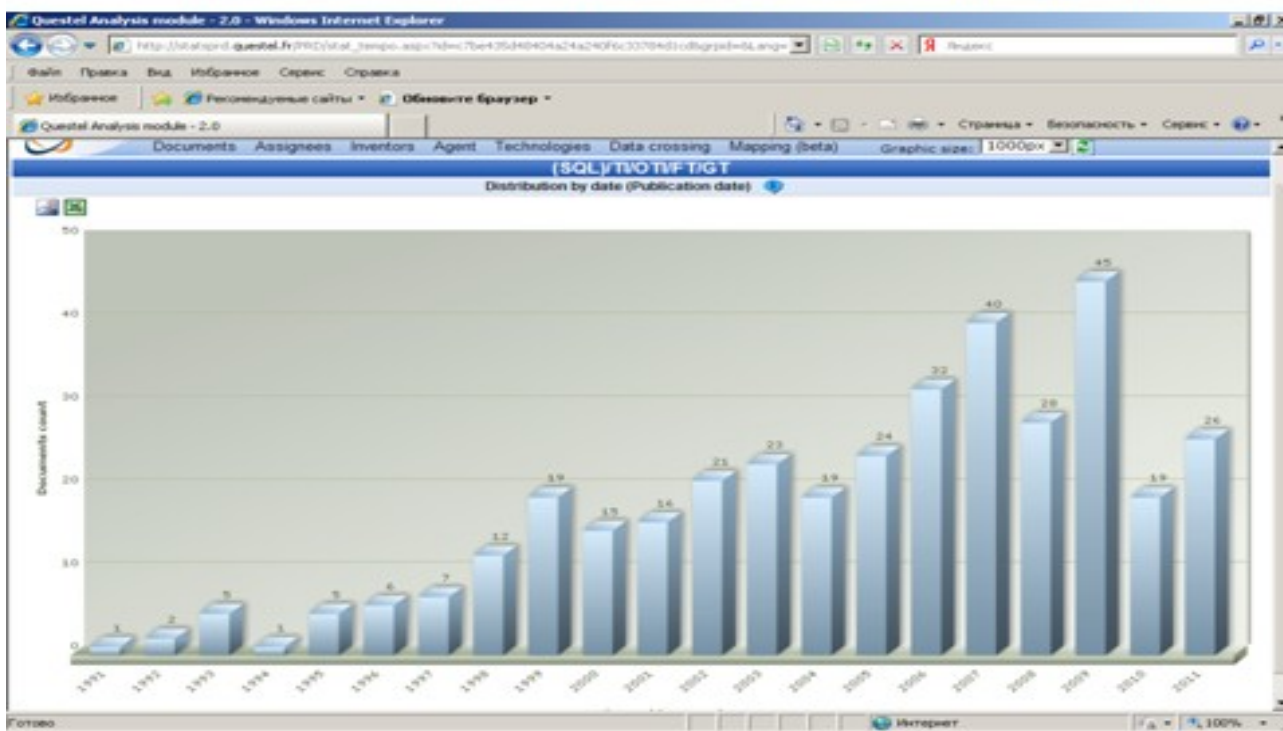 Questel Analysis module - 2.0 - Windows Internet Explorer
Яндекс
Файл Правка Вид Избранное Сервис Справка
Избранное Рекомендуемые сайты Обновите браузер
Questel Analysis module - 2.0 Страница Безопасность Сервис
Documents Assignees Inventors Agent Technologies Data crossing Mapping (beta) Graphic size: 1000px
(SQL)/TI/OTI/FT/GT
Distribution by date (Publication date)
Documents count
50
40
30
20
10
0
1 2 5 1 5 6 7 12 19 15 16 21 23 19 24 32 40 28 45 19 26
1991 1992 1993 1994 1995 1996 1997 1998 1999 2000 2001 2002 2003 2004 2005 2006 2007 2008 2009 2010 2011
Готово Интернет 100%